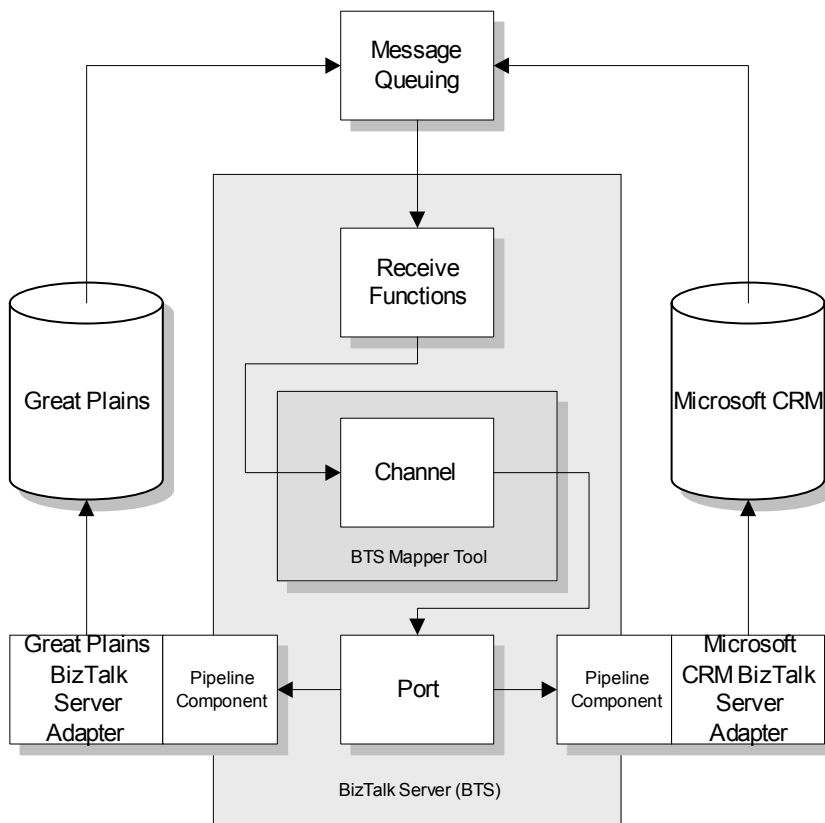 Message
Queuing
Receive
Functions
Great Plains
Microsoft CRM
Channel
BTS Mapper Tool
Great Plains
BizTalk
Server
Adapter
Pipeline
Component
Port
Pipeline
Component
Microsoft
CRM BizTalk
Server
Adapter
BizTalk Server (BTS)